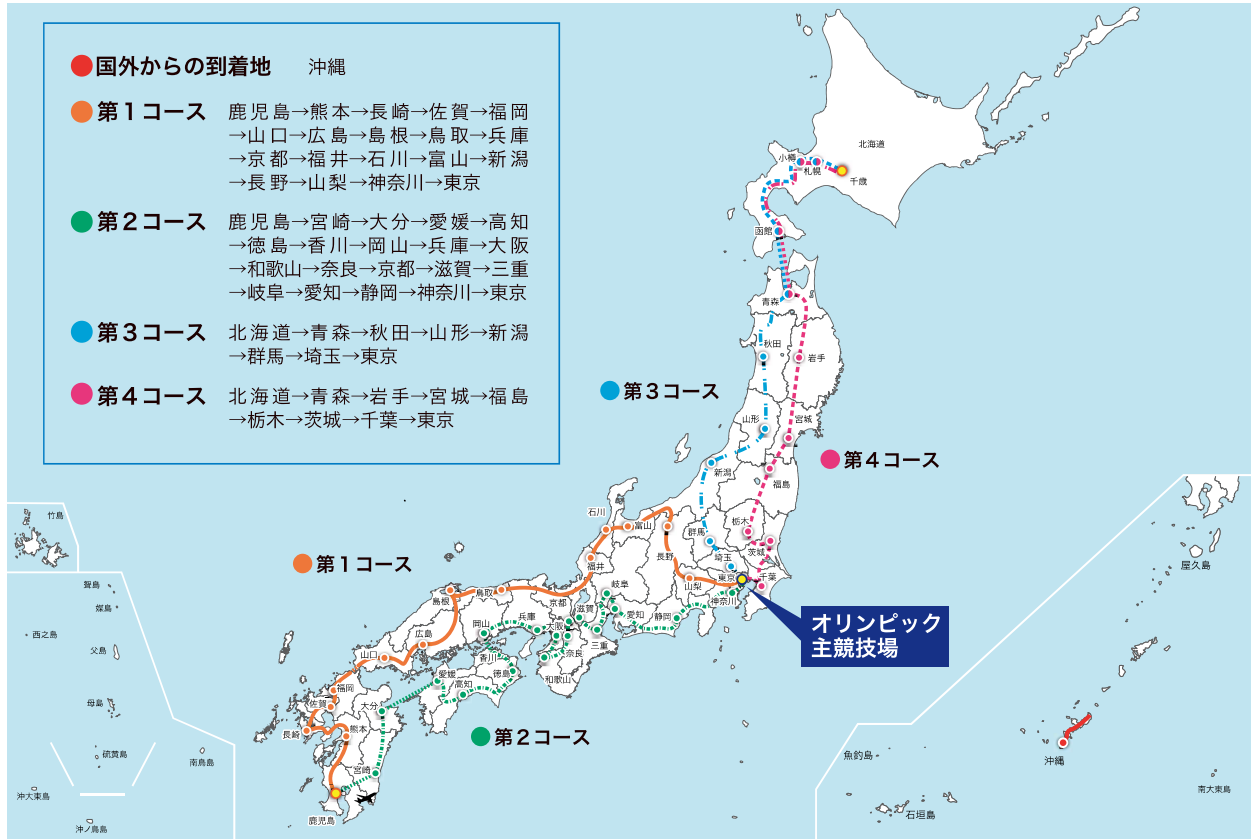 国外からの到着地 沖縄
第1コース 鹿児島→熊本→長崎→佐賀→福岡
→山口→広島→島根→鳥取→兵庫
→京都→福井→石川→富山→新潟
→長野→山梨→神奈川→東京
第2コース 鹿児島→宮崎→大分→愛媛→高知
→徳島→香川→岡山→兵庫→大阪
→和歌山→奈良→京都→滋賀→三重
→岐阜→愛知→静岡→神奈川→東京
第3コース 北海道→青森→秋田→山形→新潟
→群馬→埼玉→東京
第4コース 北海道→青森→岩手→宮城→福島
→栃木→茨城→千葉→東京
北海道
小樽
札幌
千歳
函館
青森
秋田
岩手
第3コース
山形
宮城
第4コース
新潟
福島
石川
富山
栃木
群馬
長野
茨城
埼玉
福井
東京
千葉
山梨
神奈川
第1コース
岐阜
島根
鳥取
京都
滋賀
愛知
静岡
兵庫
岡山
大阪
広島
三重
奈良
香川
山口
徳島
愛媛
和歌山
高知
福岡
佐賀
大分
長崎
熊本
第2コース
宮崎
鹿児島
オリンピック
主競技場
竹島
聟島
媒島
西之島
父島
母島
硫黄島
南鳥島
沖大東島
沖ノ鳥島
屋久島
沖縄
魚釣島
南大東島
石垣島